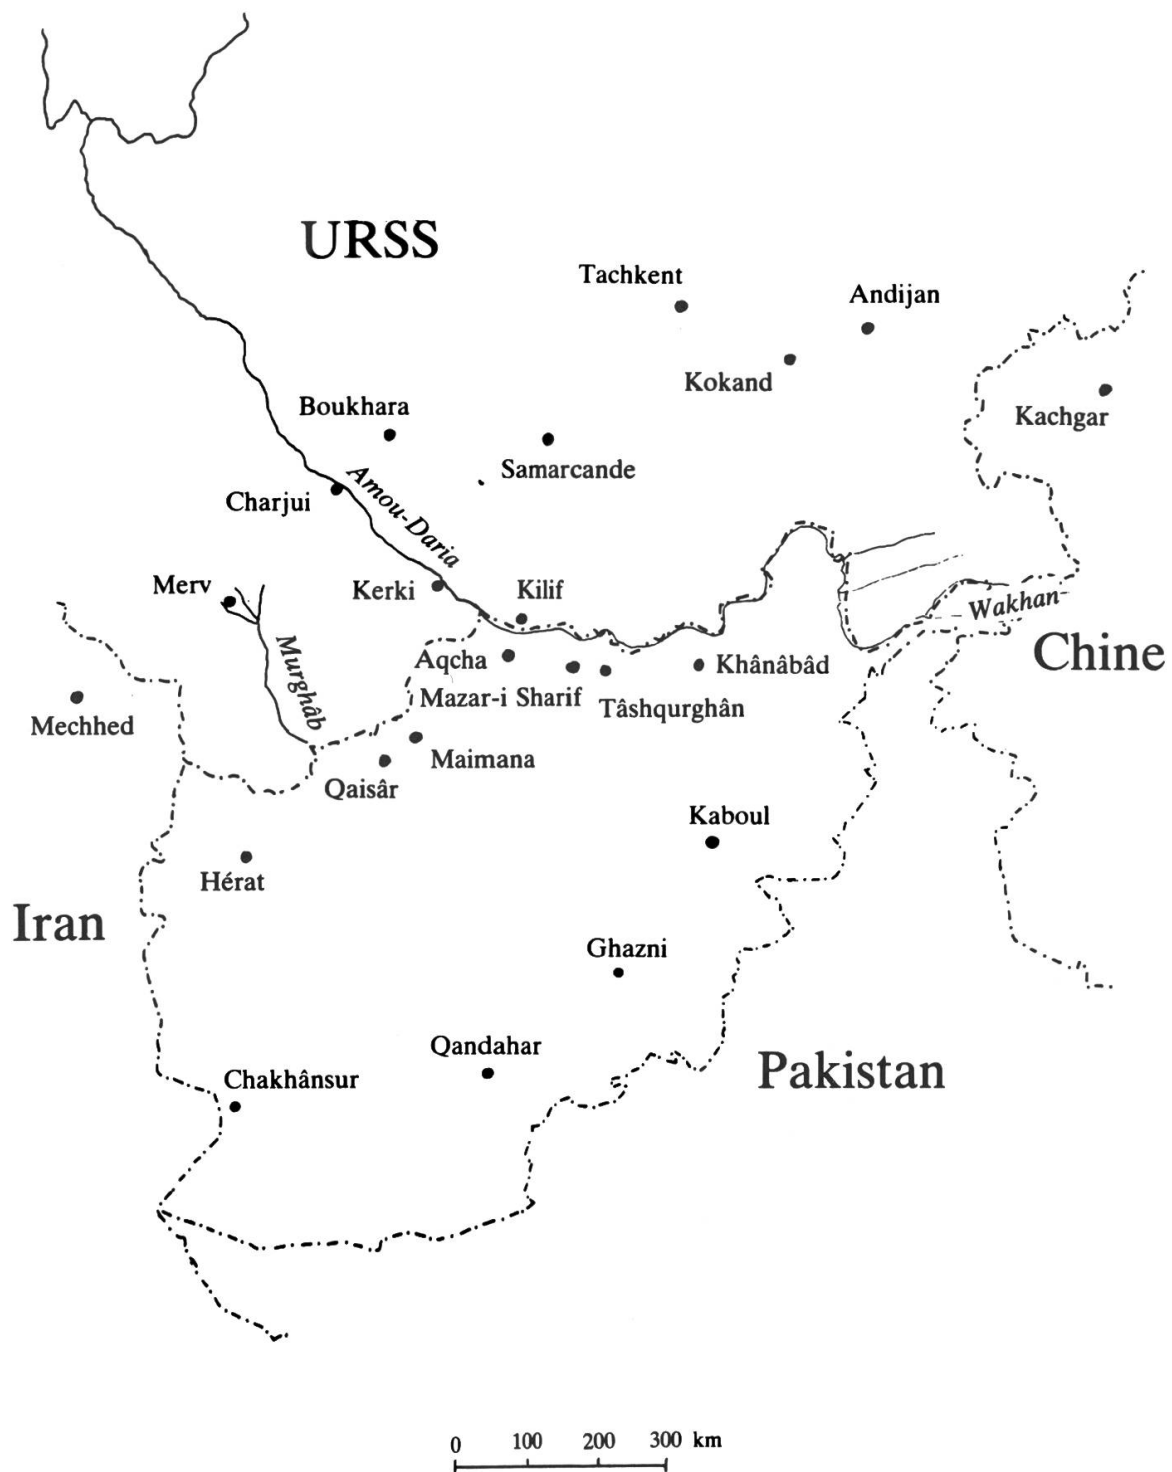 URSS
Tachkent
Andijan
Kokand
Kachgar
Boukhara
Samarcande
Charjui
Amou-Daria
Merv
Kerki
Kilif
Wakhan
Murghâb
Aqcha
Khânâbâd
Chine
Mazar-i Sharif
Tâshqurghân
Mechhed
Maimana
Qaisâr
Kaboul
Hérat
Iran
Ghazni
Qandahar
Pakistan
Chakhânsur
0 100 200 300 km